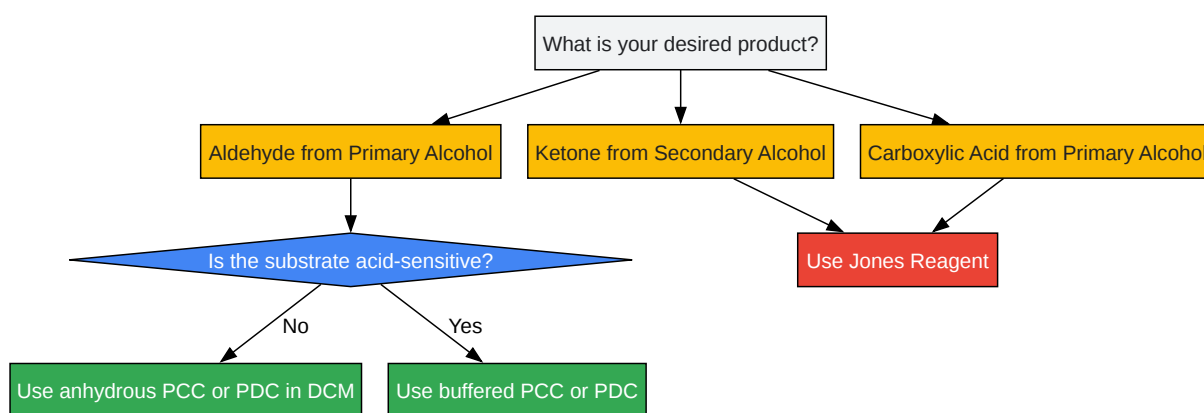 What is your desired product?
Aldehyde from Primary Alcohol
Ketone from Secondary Alcohol
Carboxylic Acid from Primary Alcohol
Is the substrate acid-sensitive?
Use Jones Reagent
No
Yes
Use anhydrous PCC or PDC in DCM
Use buffered PCC or PDC